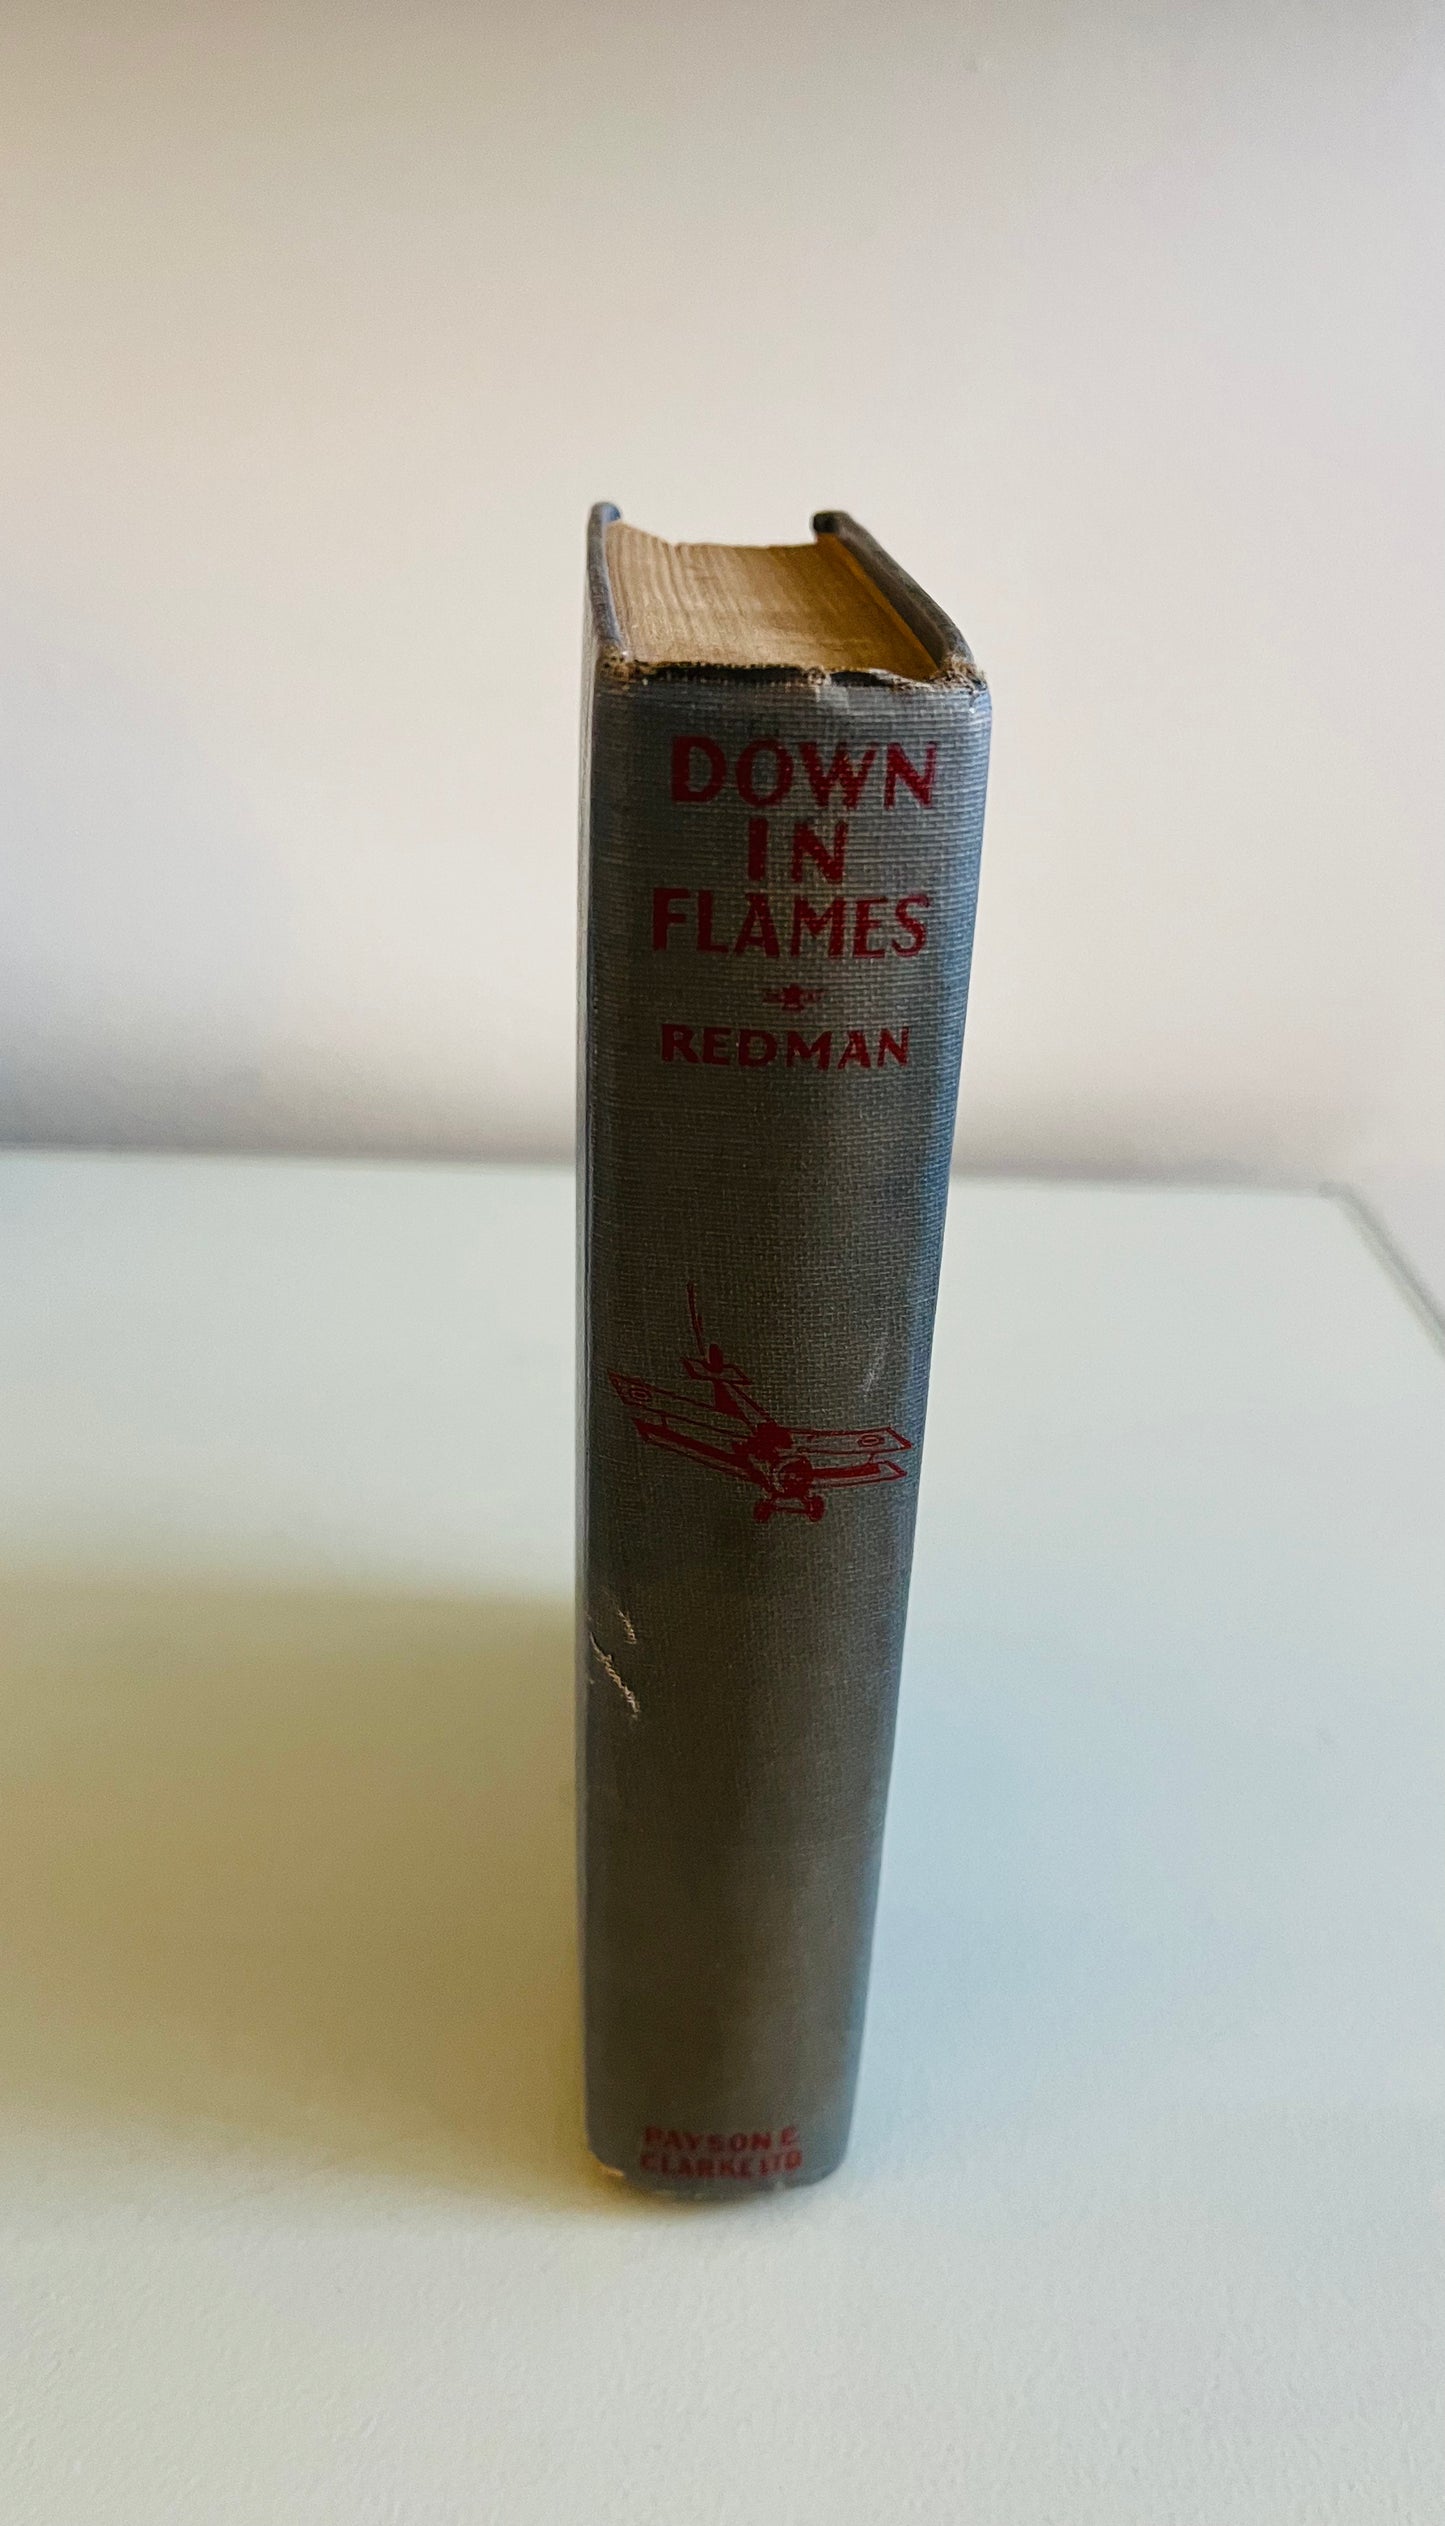 DOWN
IN
FLAMES
REDMAN
PAYSON &
CLARKE LTD